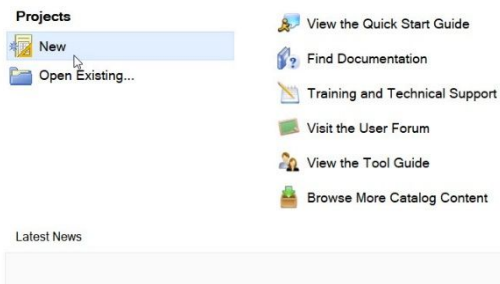 Projects
New
Open Existing...
View the Quick Start Guide
Find Documentation
Training and Technical Support
Visit the User Forum
View the Tool Guide
Browse More Catalog Content
Latest News